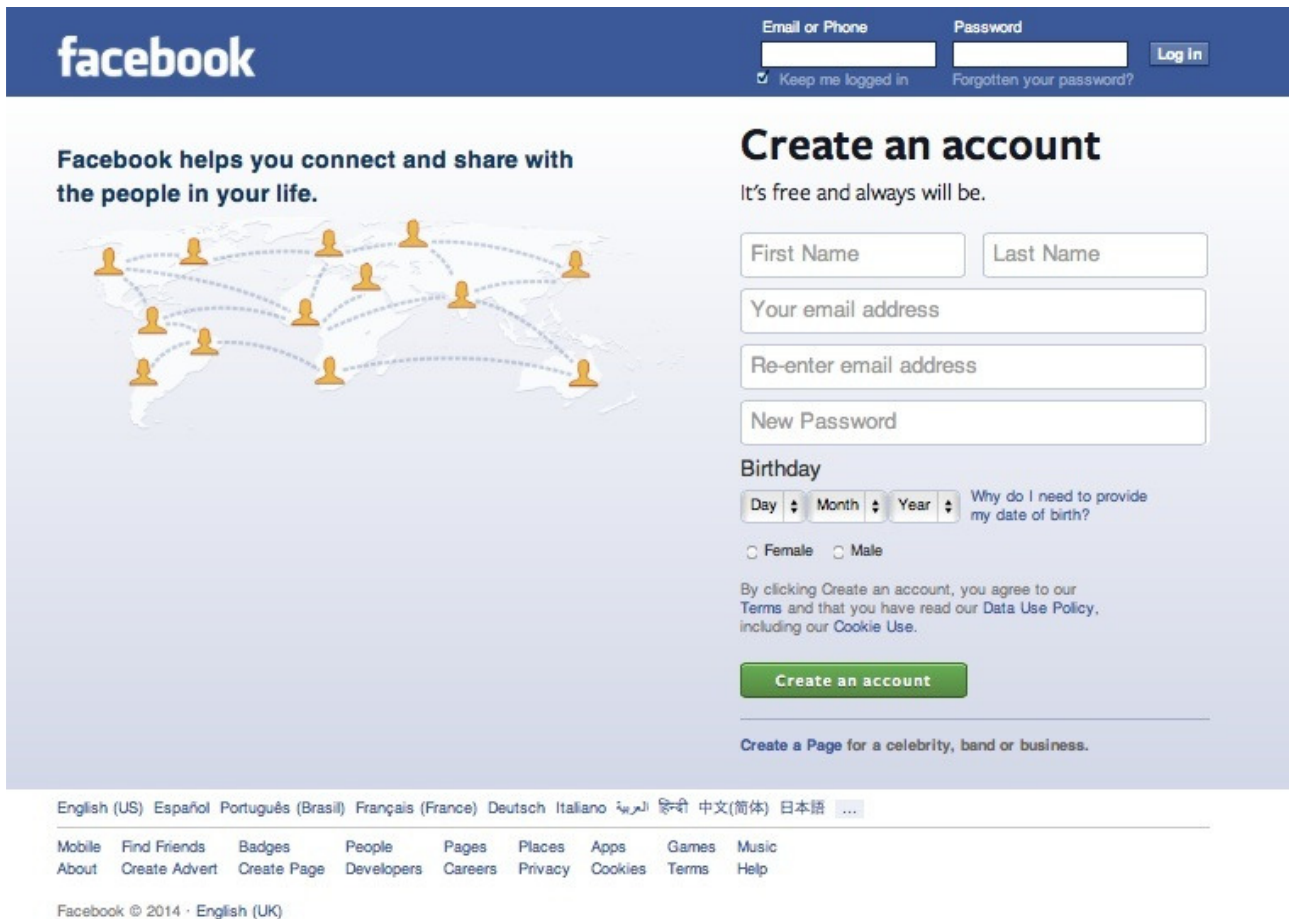 facebook
Email or Phone
Password
Log In
Keep me logged in
Forgotten your password?
Facebook helps you connect and share with
the people in your life.
Create an account
It's free and always will be.
First Name
Last Name
Your email address
Re-enter email address
New Password
Birthday
Day Month Year
Why do I need to provide
my date of birth?
Female Male
By clicking Create an account, you agree to our
Terms and that you have read our Data Use Policy,
including our Cookie Use.
Create an account
Create a Page for a celebrity, band or business.
English (US) Español Português (Brasil) Français (France) Deutsch Italiano العربية हिन्दी 中文(简体) 日本語 ...
Mobile Find Friends Badges People Pages Places Apps Games Music
About Create Advert Create Page Developers Careers Privacy Cookies Terms Help
Facebook © 2014 · English (UK)